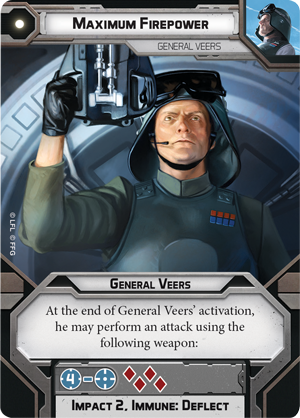 Maximum Firepower
General Veers
© LFL © FFG
General Veers
At the end of General Veers’ activation,
he may perform an attack using the
following weapon:
4 –
Impact 2, Immune: Deflect